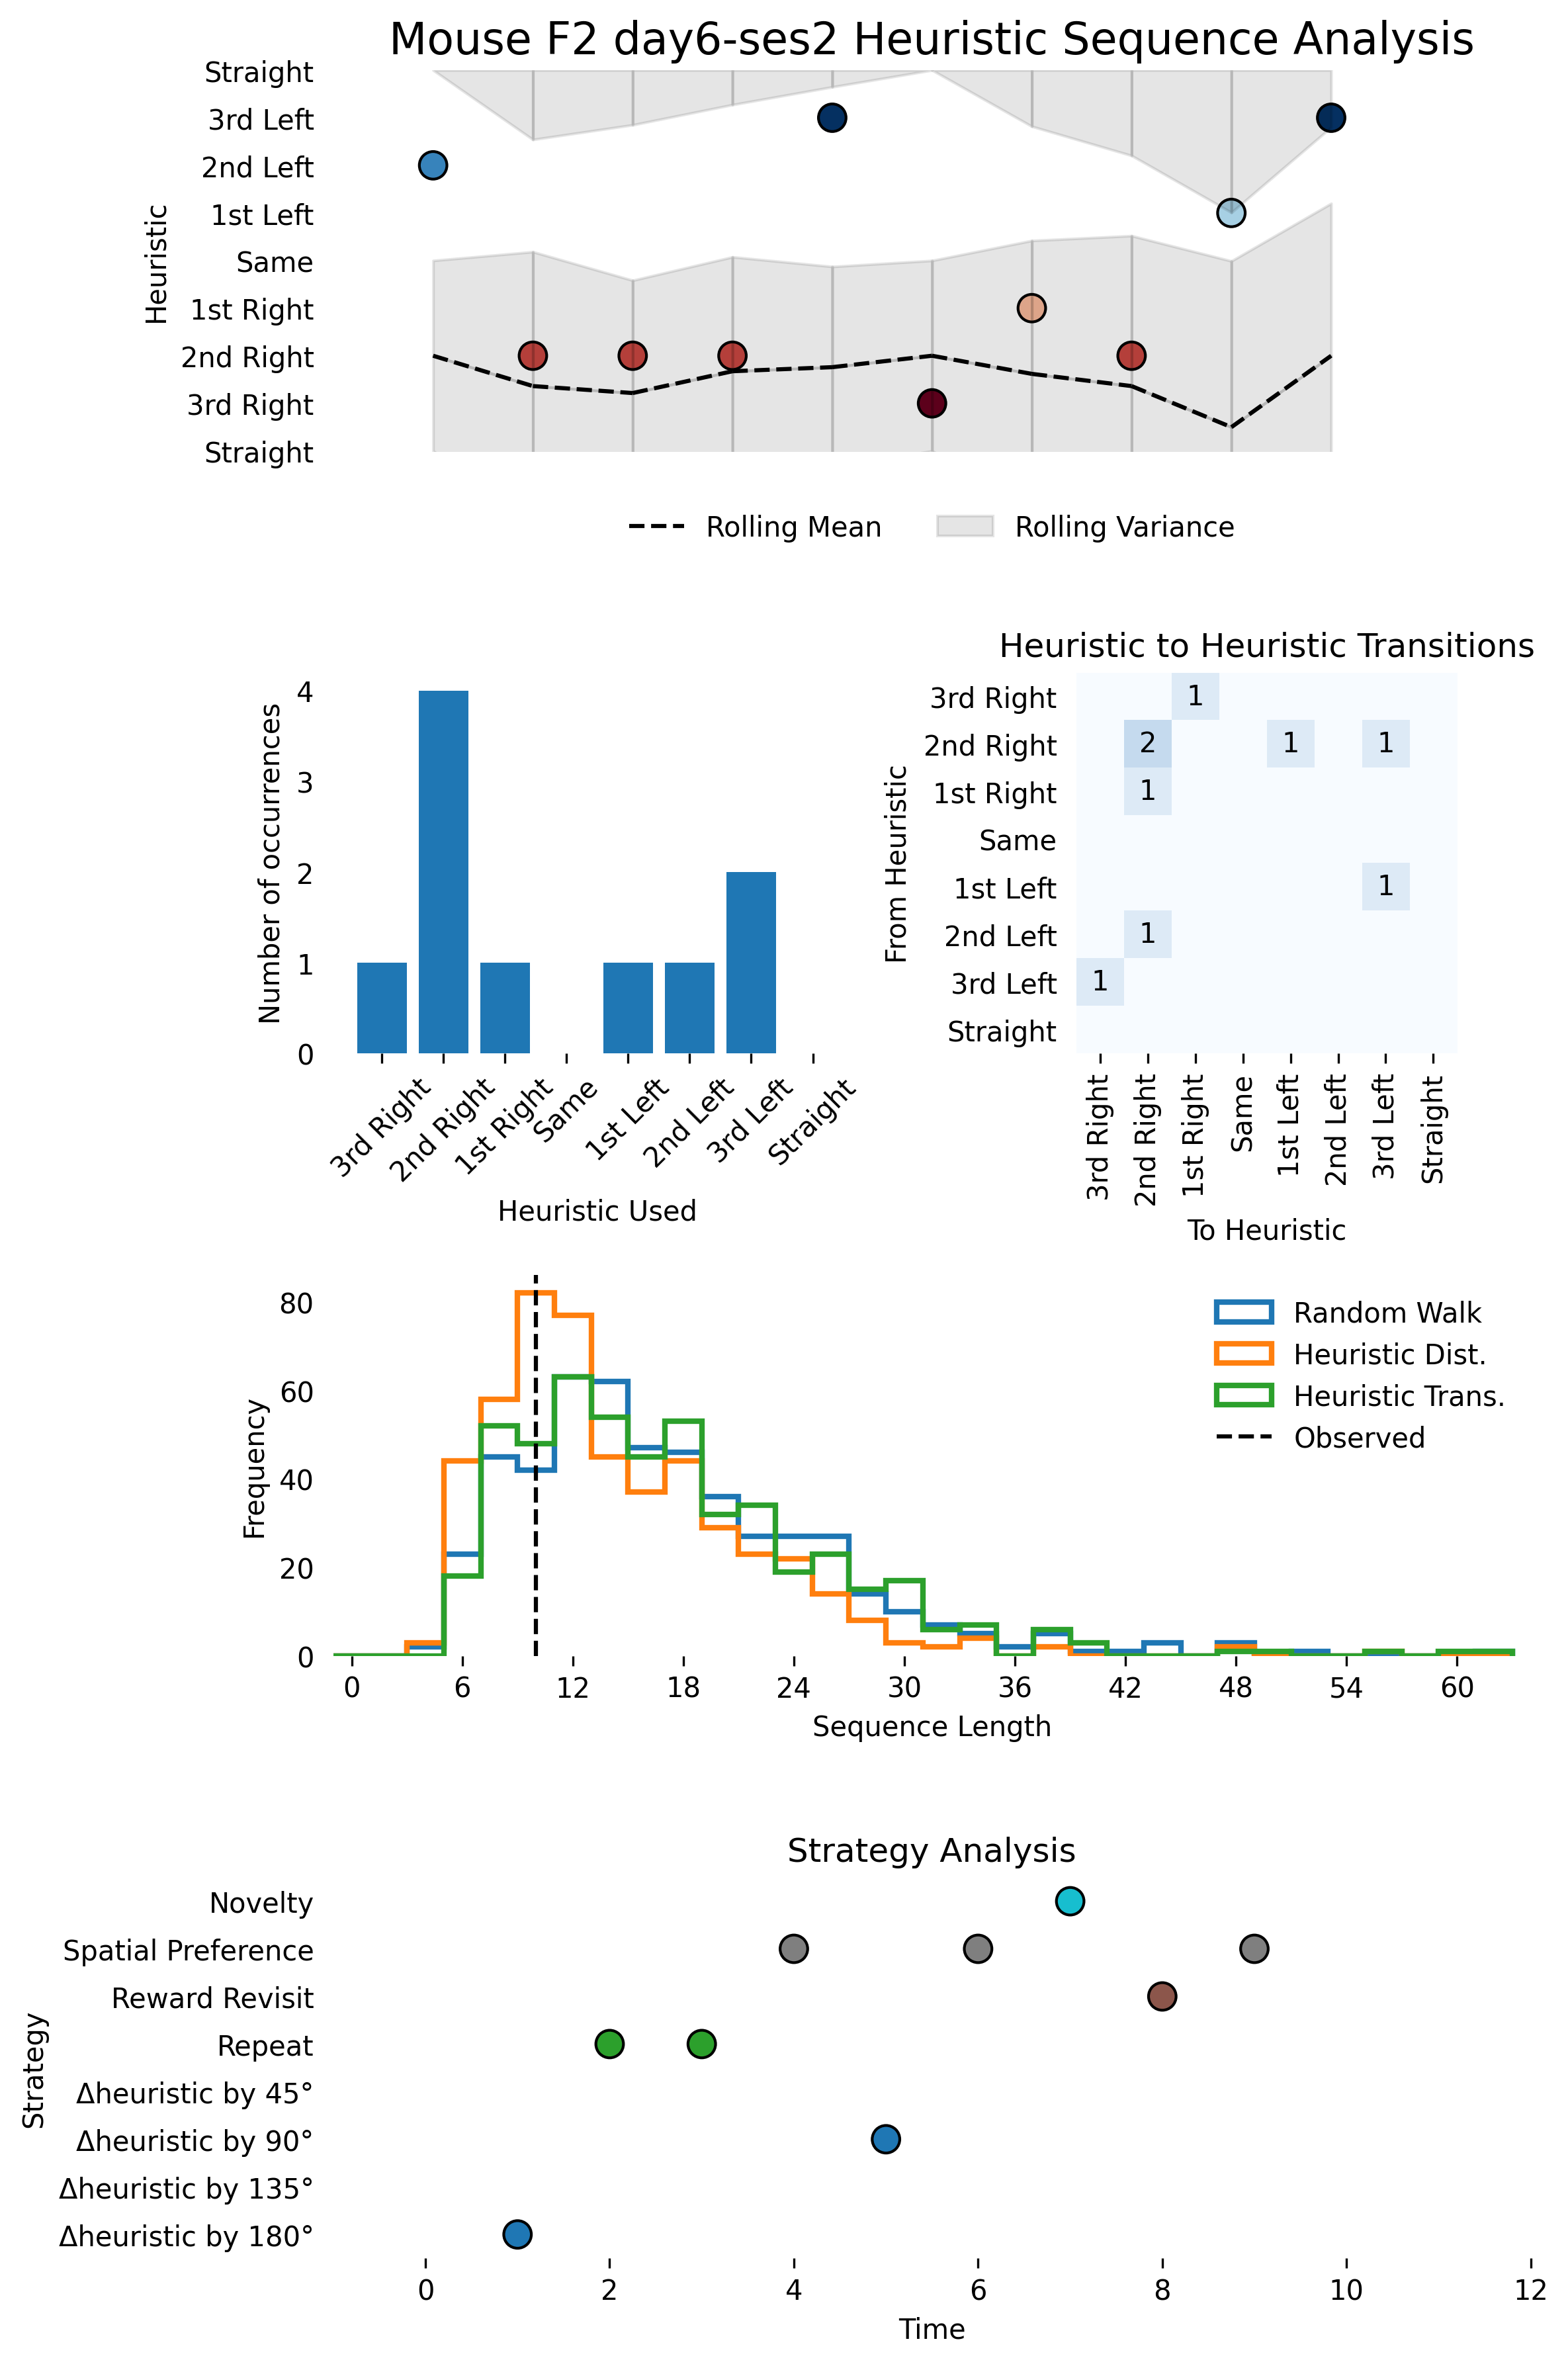 Mouse F2 day6-ses2 Heuristic Sequence Analysis
Heuristic
Straight
3rd Left
2nd Left
1st Left
Same
1st Right
2nd Right
3rd Right
Straight
Rolling Mean
Rolling Variance
Number of occurrences
4
3
2
1
0
3rd Right
2nd Right
1st Right
Same
1st Left
2nd Left
3rd Left
Straight
Heuristic Used
Heuristic to Heuristic Transitions
From Heuristic
3rd Right
2nd Right
1st Right
Same
1st Left
2nd Left
3rd Left
Straight
1
2 1 1
1
1
1
1
3rd Right
2nd Right
1st Right
Same
1st Left
2nd Left
3rd Left
Straight
To Heuristic
Frequency
80
60
40
20
0
0 6 12 18 24 30 36 42 48 54 60
Sequence Length
Random Walk
Heuristic Dist.
Heuristic Trans.
Observed
Strategy Analysis
Strategy
Novelty
Spatial Preference
Reward Revisit
Repeat
Δheuristic by 45°
Δheuristic by 90°
Δheuristic by 135°
Δheuristic by 180°
0 2 4 6 8 10 12
Time